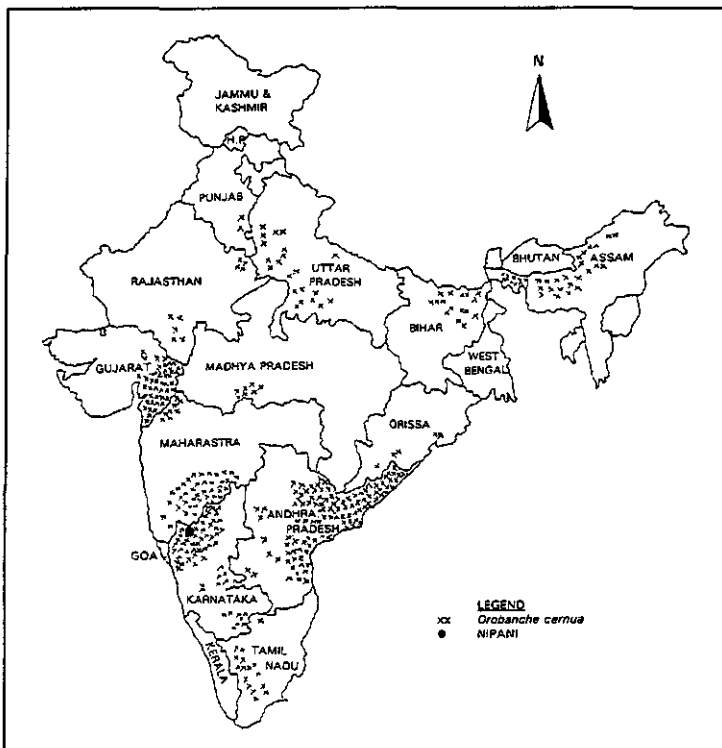 N
JAMMU &
KASHMIR
H.P.
PUNJAB
RAJASTHAN
UTTAR
PRADESH
BHUTAN
ASSAM
BIHAR
GUJARAT
MADHYA PRADESH
WEST
BENGAL
ORISSA
MAHARASTRA
ANDHRA
PRADESH
GOA
KARNATAKA
KERALA
TAMIL
NADU
LEGEND
xx Orobanche cernua
● NIPANI